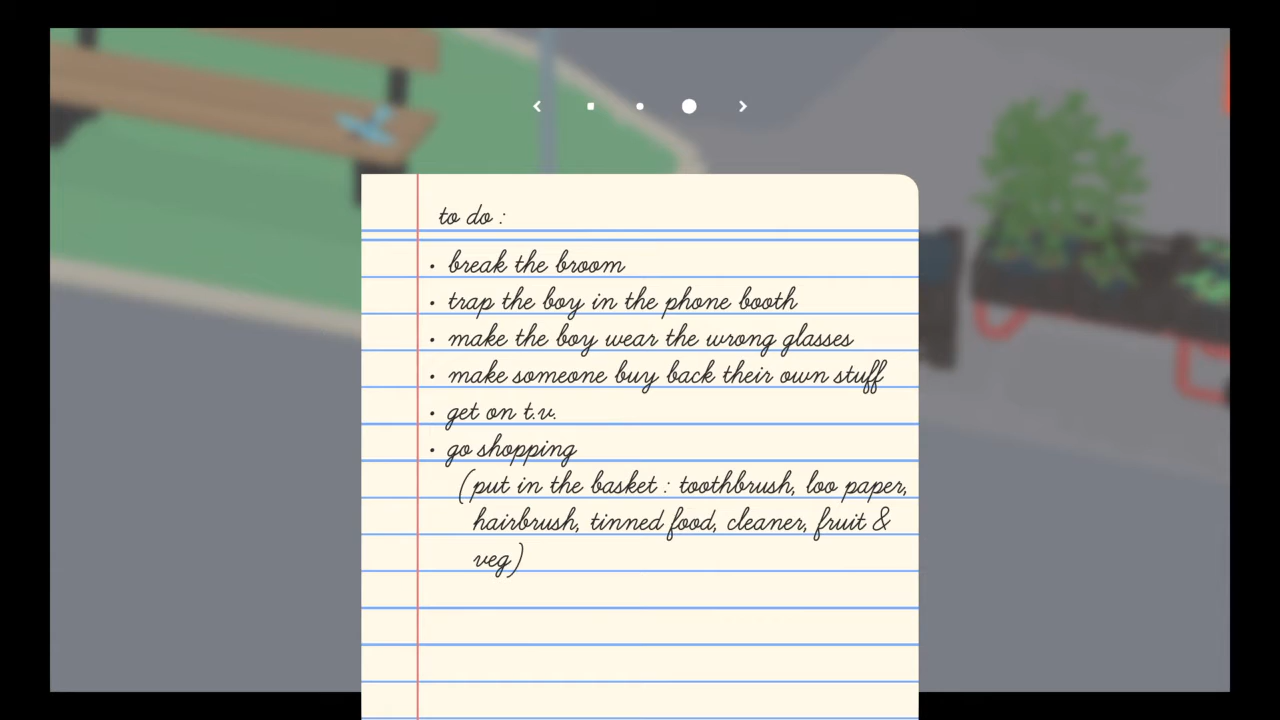 to do :
• break the broom
• trap the boy in the phone booth
• make the boy wear the wrong glasses
• make someone buy back their own stuff
• get on t.v.
• go shopping
(put in the basket : toothbrush, loo paper,
hairbrush, tinned food, cleaner, fruit &
veg)